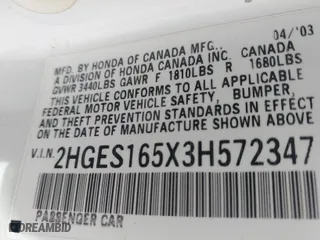 04/'03
MFD. BY HONDA OF CANADA MFG.,
A DIVISION OF HONDA CANADA INC. CANADA
GVWR 3440LBS GAWR F 1810LBS R 1680LBS
THIS VEHICLE CONFORMS TO ALL APPLICABLE
FEDERAL MOTOR VEHICLE SAFETY, BUMPER,
AND THEFT PREVENTION STANDARDS IN EFFECT ON
THE DATE OF MANUFACTURE SHOWN ABOVE.
V.I.N. 2HGES165X3H572347
PASSENGER CAR
DREAMBID